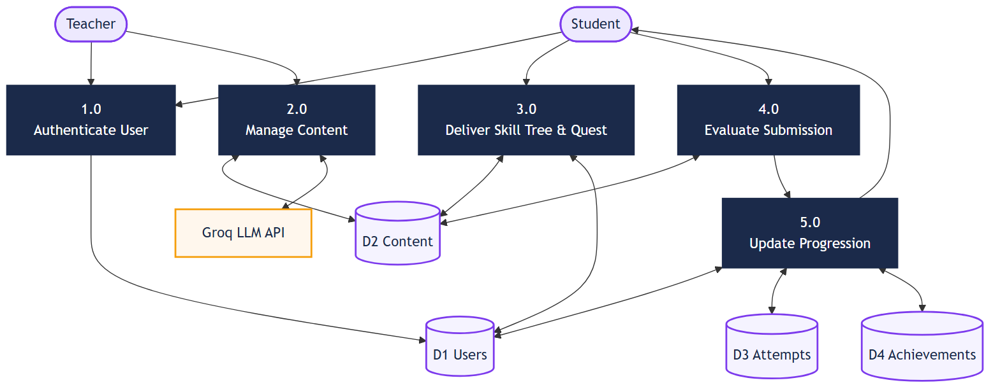 Teacher
Student
1.0
Authenticate User
2.0
Manage Content
3.0
Deliver Skill Tree & Quest
4.0
Evaluate Submission
Groq LLM API
D2 Content
5.0
Update Progression
D1 Users
D3 Attempts
D4 Achievements